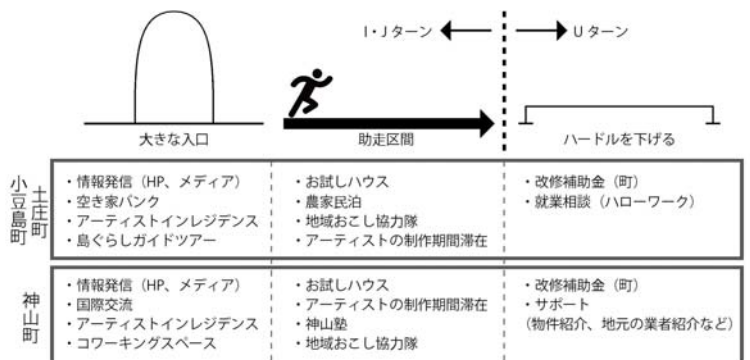 I・Jターン
Uターン
大きな入口
助走区間
ハードルを下げる
土庄町
小豆島町
・情報発信（HP、メディア）
・空き家バンク
・アーティストインレジデンス
・島ぐらしガイドツアー
・お試しハウス
・農家民泊
・地域おこし協力隊
・アーティストの制作期間滞在
・改修補助金（町）
・就業相談（ハローワーク）
神山町
・情報発信（HP、メディア）
・国際交流
・アーティストインレジデンス
・コワーキングスペース
・お試しハウス
・アーティストの制作期間滞在
・神山塾
・地域おこし協力隊
・改修補助金（町）
・サポート
（物件紹介、地元の業者紹介など）